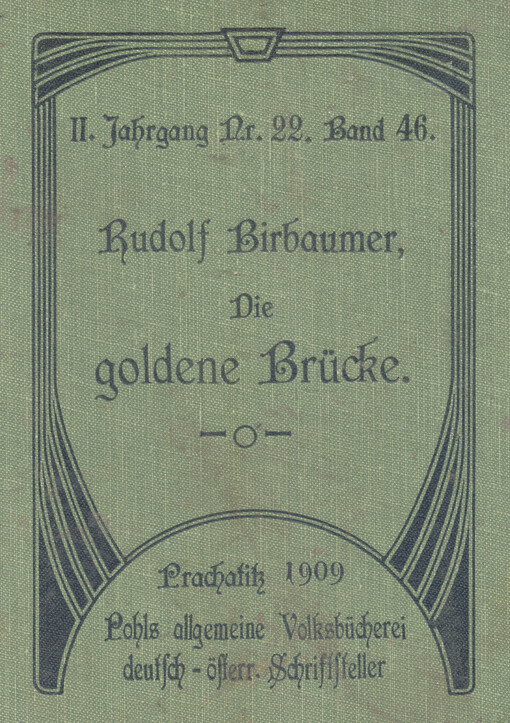 II. Jahrgang Nr. 22. Band 46.
Rudolf Birbaumer,
Die
goldene Brücke.
Prachatitz 1909
Pohls allgemeine Volksbücherei
deutsch - österr. Schriftsteller